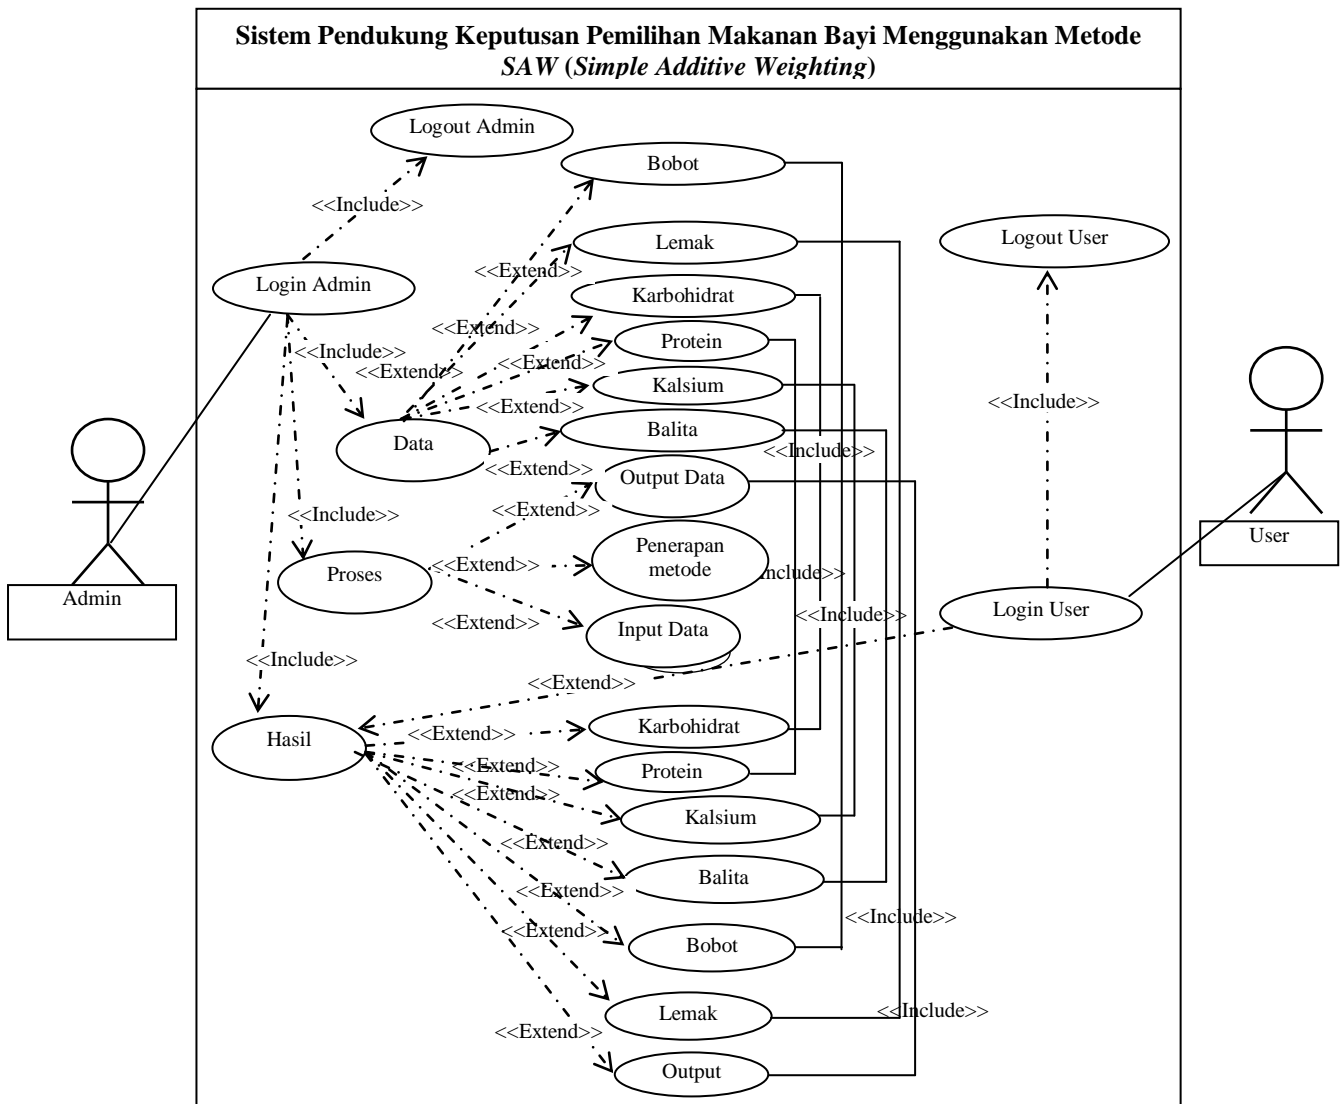 Sistem Pendukung Keputusan Pemilihan Makanan Bayi Menggunakan Metode
SAW (Simple Additive Weighting)
Logout Admin
Bobot
<<Include>>
Lemak
Logout User
<<Extend>>
Login Admin
Karbohidrat
<<Extend>>
Protein
<<Include>>
<<Extend>>
<<Extend>>
Kalsium
<<Include>>
<<Extend>>
Balita
Data
<<Include>>
<<Extend>>
Output Data
<<Extend>>
<<Include>>
User
Penerapan
metode
<<Extend>>
Include>>
Proses
Admin
Login User
<<Include>>
<<Extend>>
Input Data
<<Include>>
<<Extend>>
Hasil
Karbohidrat
<<Extend>>
<<Extend>>
Protein
<<Extend>>
Kalsium
<<Extend>>
Balita
<<Extend>>
<<Include>>
<<Extend>>
Bobot
Lemak
<<Include>>
<<Extend>>
Output